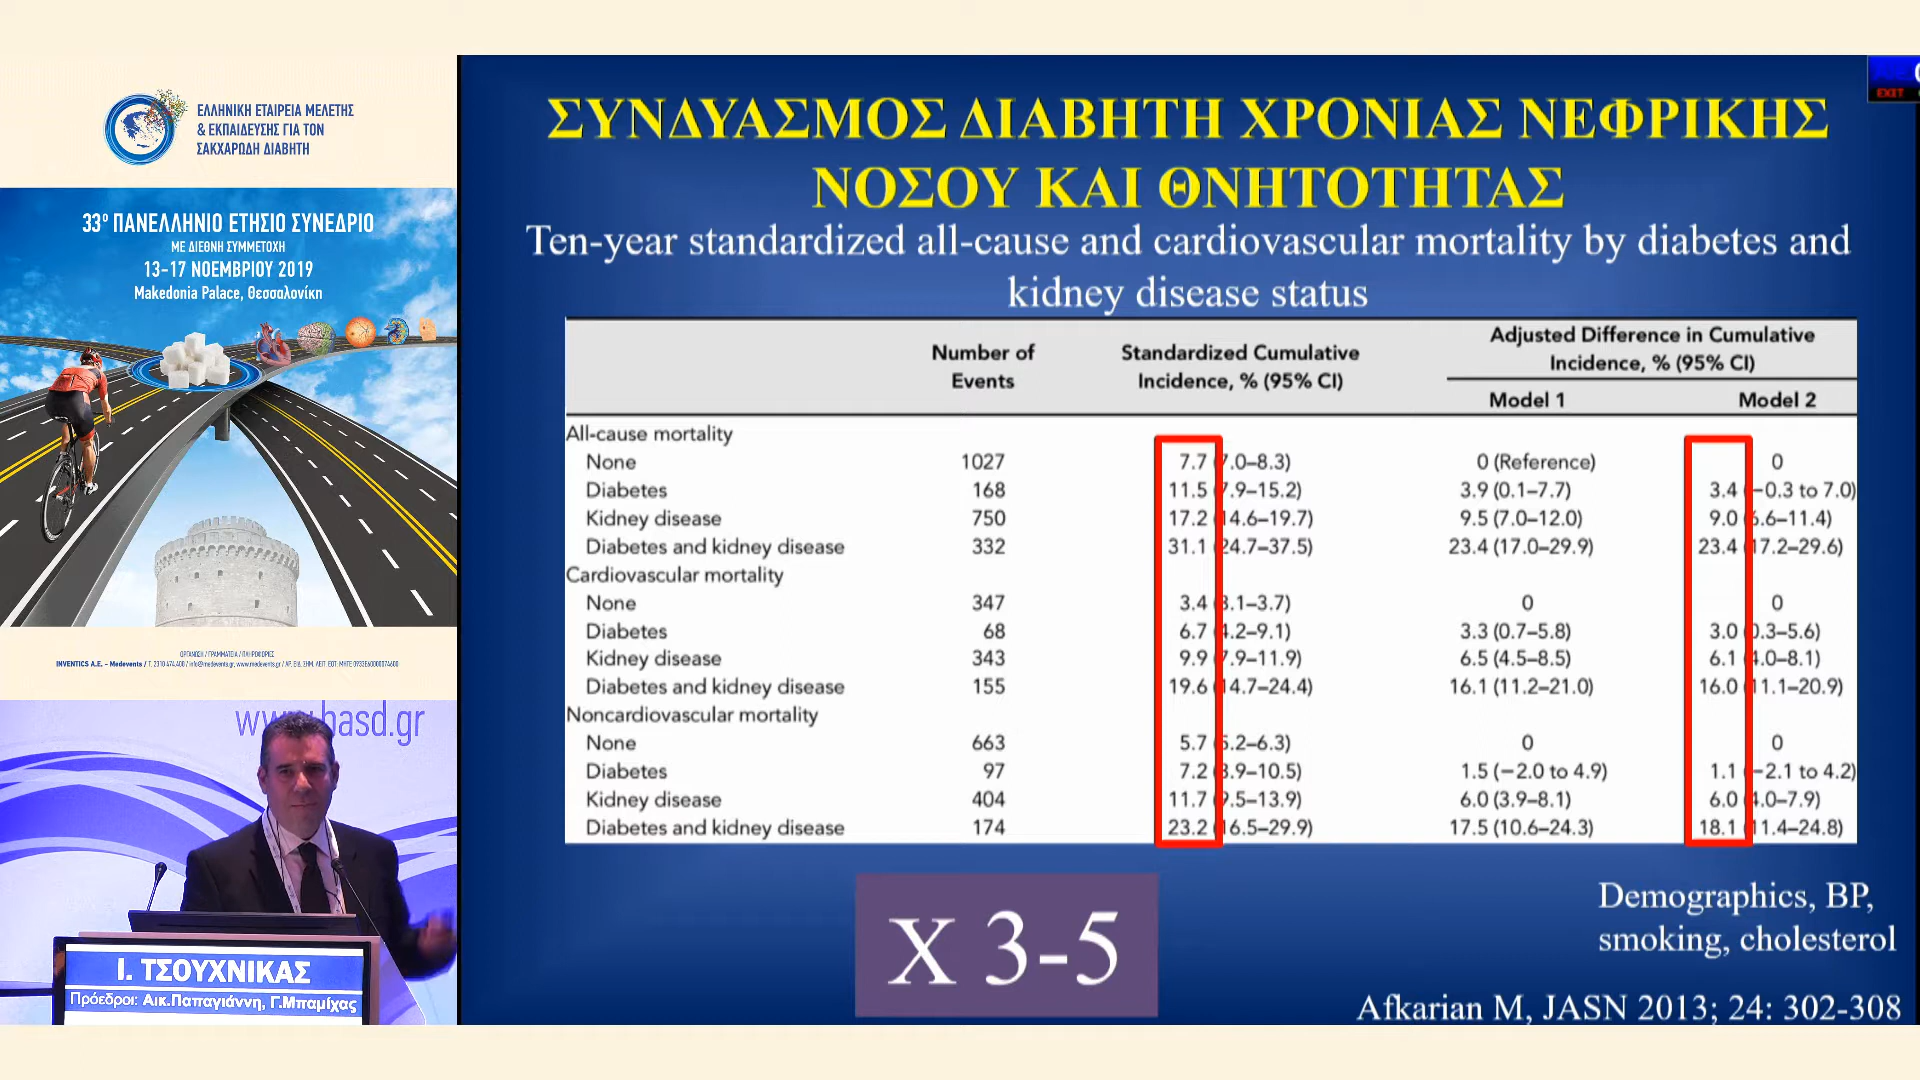 ΕΛΛΗΝΙΚΗ ΕΤΑΙΡΕΙΑ ΜΕΛΕΤΗΣ
& ΕΚΠΑΙΔΕΥΣΗΣ ΓΙΑ ΤΟΝ
ΣΑΚΧΑΡΩΔΗ ΔΙΑΒΗΤΗ
33ο ΠΑΝΕΛΛΗΝΙΟ ΕΤΗΣΙΟ ΣΥΝΕΔΡΙΟ
ΜΕ ΔΙΕΘΝΗ ΣΥΜΜΕΤΟΧΗ
13-17 ΝΟΕΜΒΡΙΟΥ 2019
Makedonia Palace, Θεσσαλονίκη
ΟΡΓΑΝΩΣΗ / ΓΡΑΜΜΑΤΕΙΑ / ΠΛΗΡΟΦΟΡΙΕΣ
INVENTICS A.E. – Medevents / Τ. 2310 474.400 / info@medevents.gr, www.medevents.gr
Ι. ΤΣΟΥΧΝΙΚΑΣ
Πρόεδροι: Αικ.Παπαγιάννη, Γ.Μπαμίχας
EXIT
ΣΥΝΔΥΑΣΜΟΣ ΔΙΑΒΗΤΗ ΧΡΟΝΙΑΣ ΝΕΦΡΙΚΗΣ
ΝΟΣΟΥ ΚΑΙ ΘΝΗΤΟΤΗΤΑΣ
Ten-year standardized all-cause and cardiovascular mortality by diabetes and
kidney disease status
Number of Events Standardized Cumulative Incidence, % (95% CI) Adjusted Difference in Cumulative Incidence, % (95% CI)
Model 1 Model 2
All-cause mortality
None 1027 7.7 7.0–8.3) 0 (Reference) 0
Diabetes 168 11.5 7.9–15.2) 3.9 (0.1–7.7) 3.4 −0.3 to 7.0)
Kidney disease 750 17.2 14.6–19.7) 9.5 (7.0–12.0) 9.0 6.6–11.4)
Diabetes and kidney disease 332 31.1 24.7–37.5) 23.4 (17.0–29.9) 23.4 17.2–29.6)
Cardiovascular mortality
None 347 3.4 3.1–3.7) 0 0
Diabetes 68 6.7 4.2–9.1) 3.3 (0.7–5.8) 3.0 0.3–5.6)
Kidney disease 343 9.9 7.9–11.9) 6.5 (4.5–8.5) 6.1 4.0–8.1)
Diabetes and kidney disease 155 19.6 14.7–24.4) 16.1 (11.2–21.0) 16.0 11.1–20.9)
Noncardiovascular mortality
None 663 5.7 5.2–6.3) 0 0
Diabetes 97 7.2 3.9–10.5) 1.5 (−2.0 to 4.9) 1.1 −2.1 to 4.2)
Kidney disease 404 11.7 9.5–13.9) 6.0 (3.9–8.1) 6.0 4.0–7.9)
Diabetes and kidney disease 174 23.2 16.5–29.9) 17.5 (10.6–24.3) 18.1 11.4–24.8)
X 3-5
Demographics, BP,
smoking, cholesterol
Afkarian M, JASN 2013; 24: 302-308